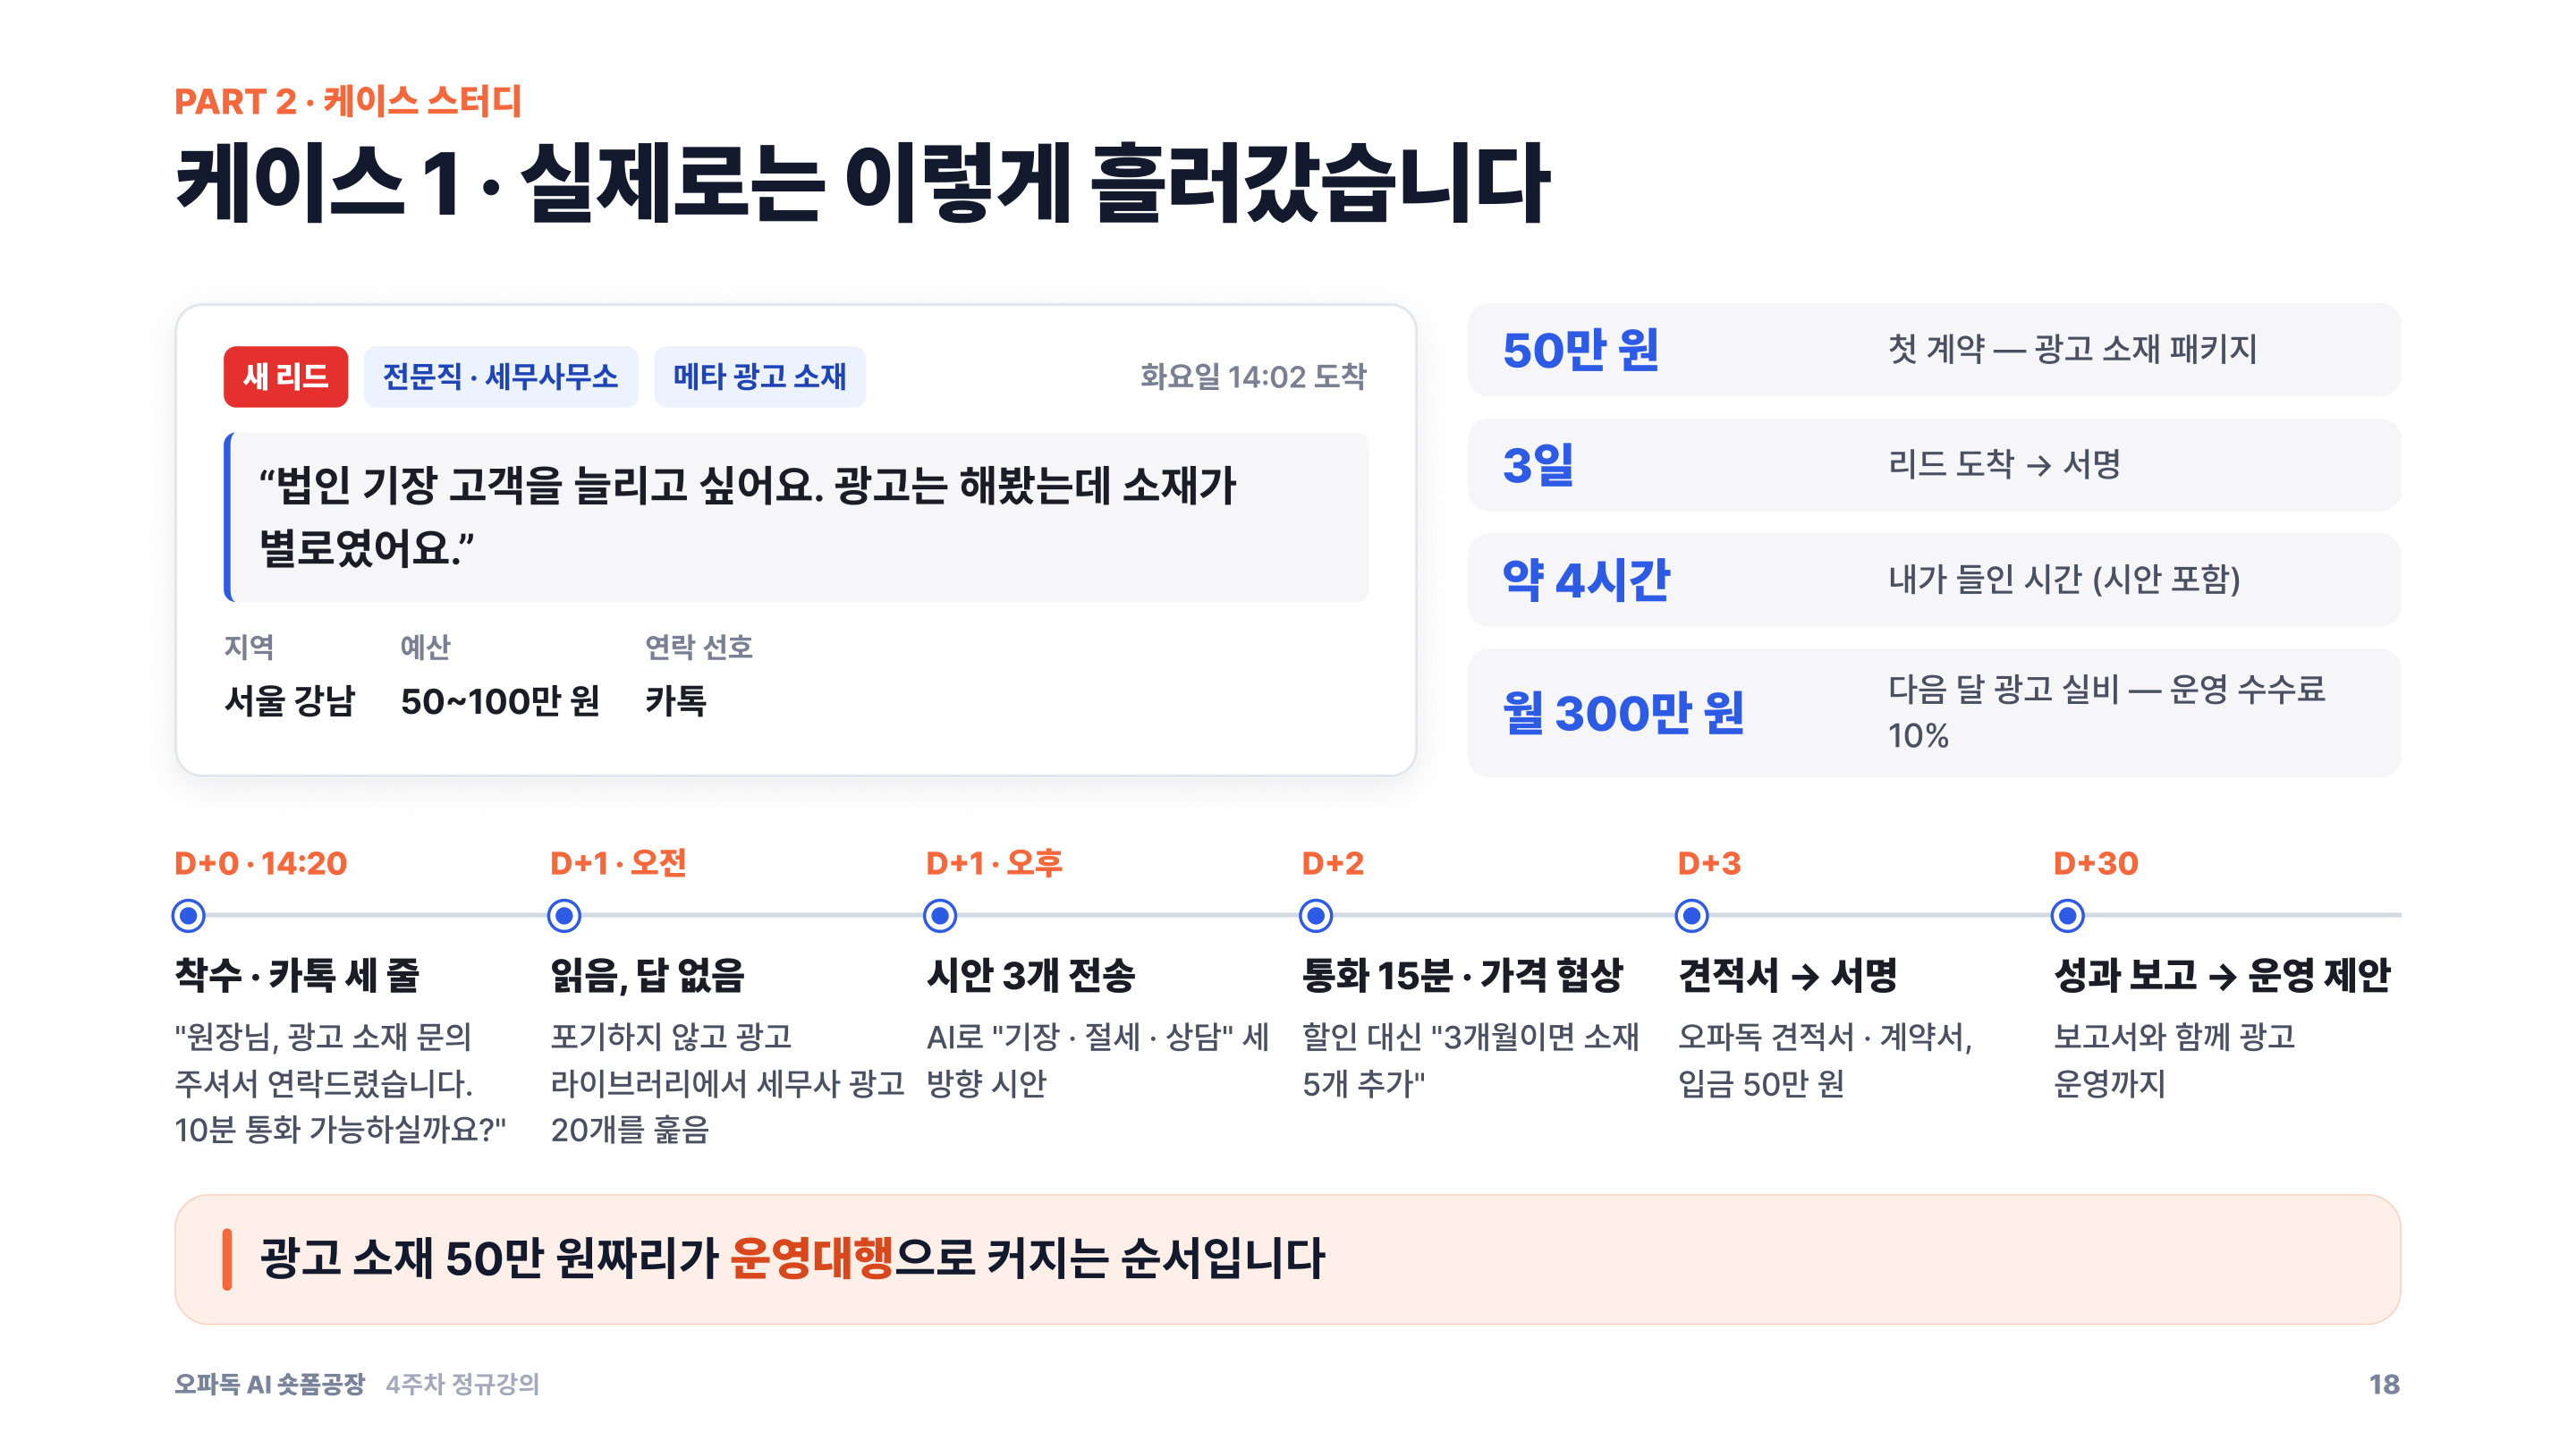 PART 2 · 케이스 스터디
케이스 1 · 실제로는 이렇게 흘러갔습니다
새 리드
전문직 · 세무사무소
메타 광고 소재
화요일 14:02 도착
“법인 기장 고객을 늘리고 싶어요. 광고는 해봤는데 소재가
별로였어요.”
지역
예산
연락 선호
서울 강남
50~100만 원
카톡
50만 원
첫 계약 — 광고 소재 패키지
3일
리드 도착 → 서명
약 4시간
내가 들인 시간 (시안 포함)
월 300만 원
다음 달 광고 실비 — 운영 수수료
10%
D+0 · 14:20
착수 · 카톡 세 줄
"원장님, 광고 소재 문의
주셔서 연락드렸습니다.
10분 통화 가능하실까요?"
D+1 · 오전
읽음, 답 없음
포기하지 않고 광고
라이브러리에서 세무사 광고
20개를 훑음
D+1 · 오후
시안 3개 전송
AI로 "기장 · 절세 · 상담" 세
방향 시안
D+2
통화 15분 · 가격 협상
할인 대신 "3개월이면 소재
5개 추가"
D+3
견적서 → 서명
오파독 견적서 · 계약서,
입금 50만 원
D+30
성과 보고 → 운영 제안
보고서와 함께 광고
운영까지
광고 소재 50만 원짜리가 운영대행으로 커지는 순서입니다
오파독 AI 숏폼공장 4주차 정규강의
18